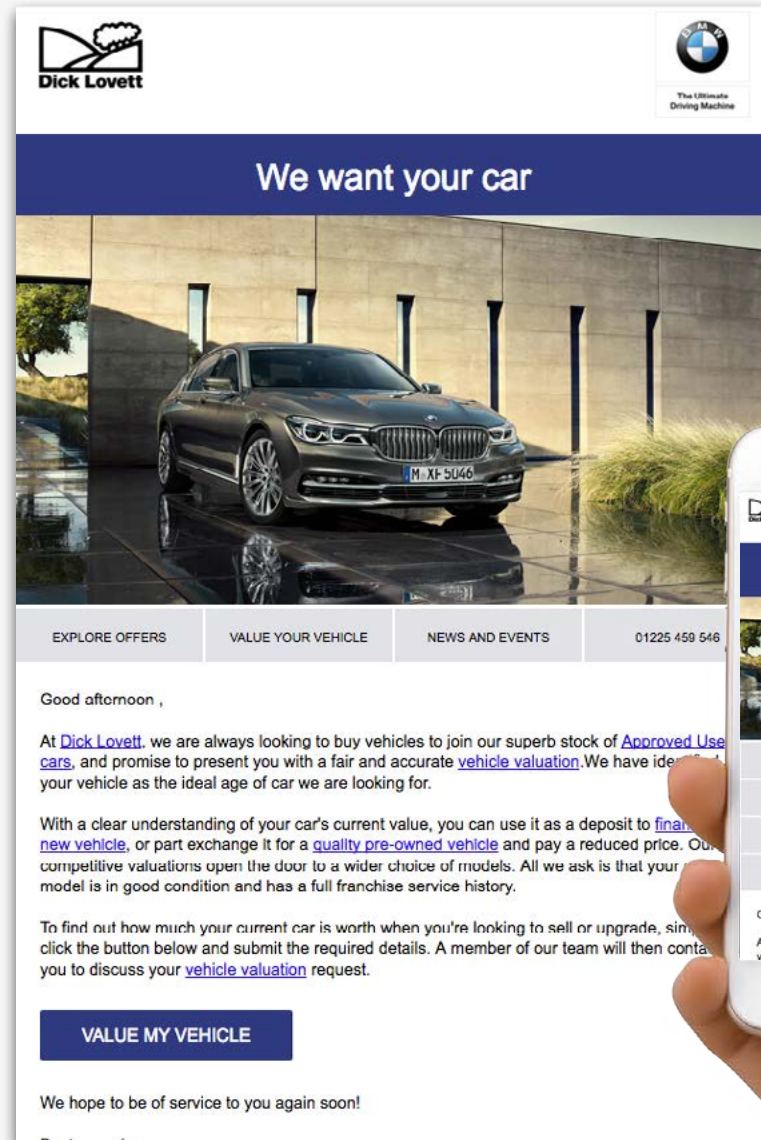 Dick Lovett
BMW
The Ultimate
Driving Machine
We want your car
M XF 5046
EXPLORE OFFERS
VALUE YOUR VEHICLE
NEWS AND EVENTS
01225 459 546
Good afternoon ,
At Dick Lovett, we are always looking to buy vehicles to join our superb stock of Approved Use
cars, and promise to present you with a fair and accurate vehicle valuation.We have identified
your vehicle as the ideal age of car we are looking for.
With a clear understanding of your car's current value, you can use it as a deposit to
new vehicle, or part exchange it for a quality pre-owned vehicle and pay a reduced price. Our
competitive valuations open the door to a wider choice of models. All we ask is that your
model is in good condition and has a full franchise service history.
To find out how much your current car is worth when you're looking to sell or upgrade,
click the button below and submit the required details. A member of our team will then
you to discuss your vehicle valuation request.
VALUE MY VEHICLE
We hope to be of service to you again soon!